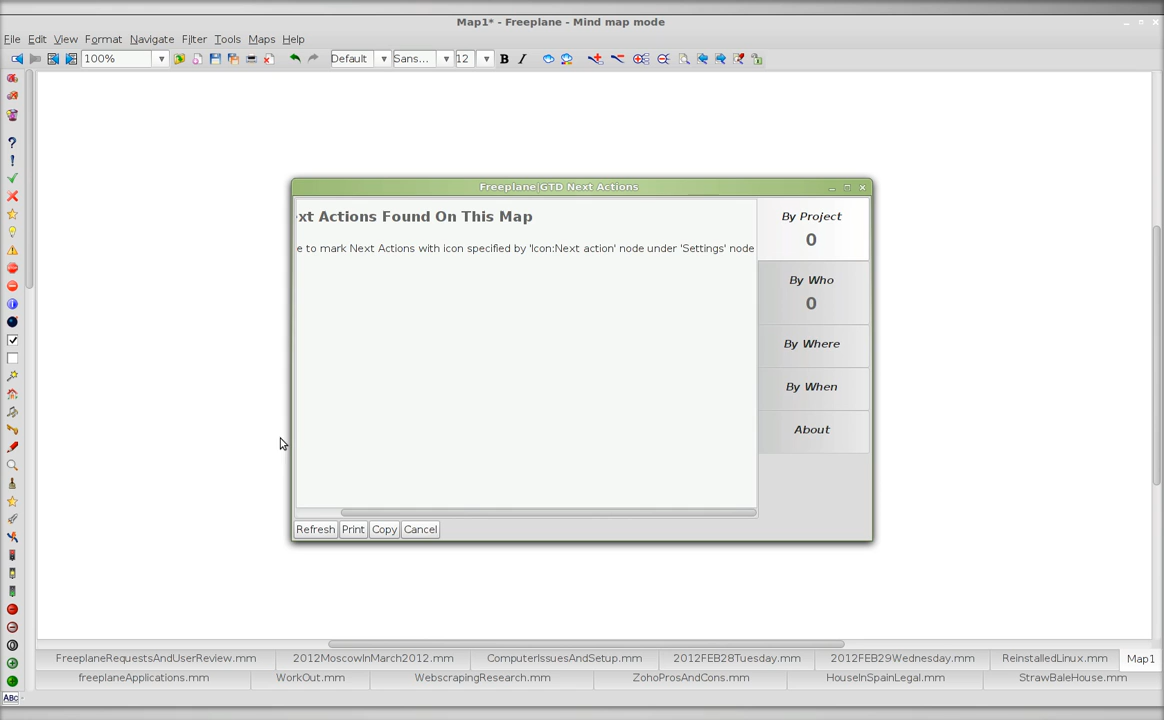 Map1* - Freeplane - Mind map mode
File Edit View Format Navigate Filter Tools Maps Help
100% Default Sans... 12 B I
Freeplane|GTD Next Actions
xt Actions Found On This Map
e to mark Next Actions with icon specified by 'Icon:Next action' node under 'Settings' node
By Project
0
By Who
0
By Where
By When
About
Refresh Print Copy Cancel
FreeplaneRequestsAndUserReview.mm 2012MoscowInMarch2012.mm ComputerIssuesAndSetup.mm 2012FEB28Tuesday.mm 2012FEB29Wednesday.mm ReinstalledLinux.mm Map1
freeplaneApplications.mm WorkOut.mm WebscrapingResearch.mm ZohoProsAndCons.mm HouseInSpainLegal.mm StrawBaleHouse.mm
ABC